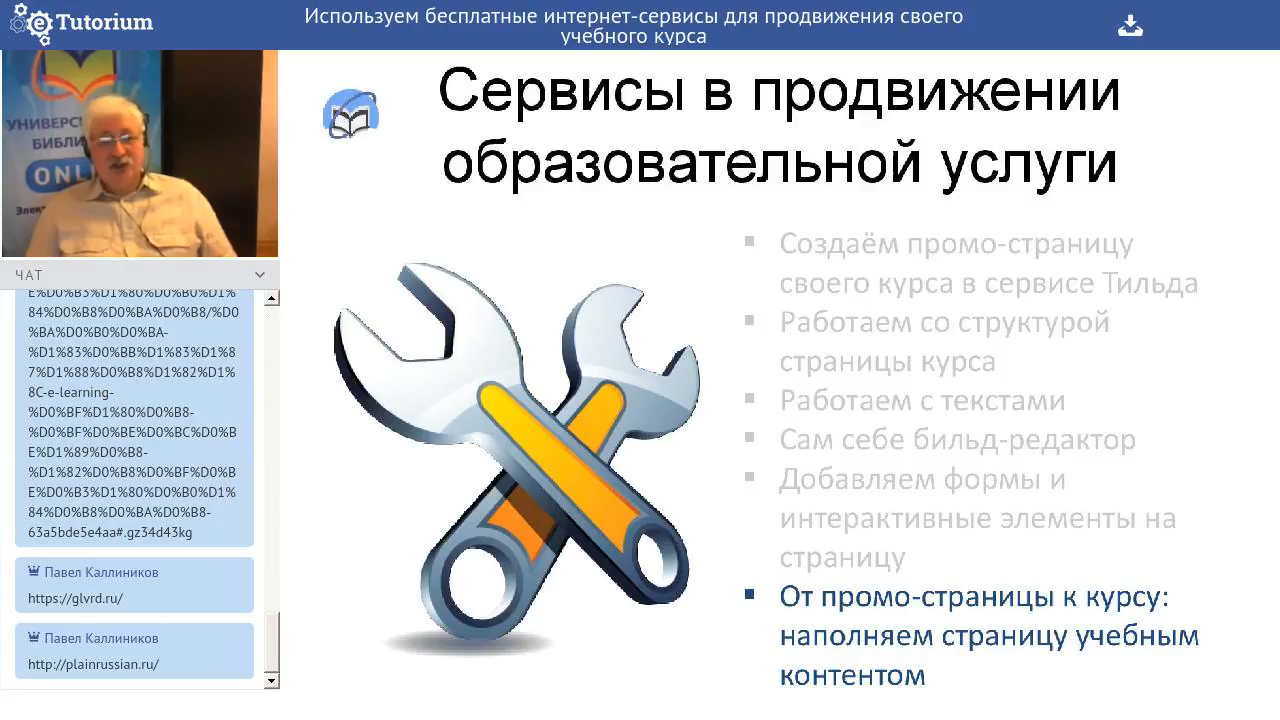 eTutorium
Используем бесплатные интернет-сервисы для продвижения своего
учебного курса
УНИВЕРС
БИБЛИ
ONL
Элект
ЧАТ
E%D0%B3%D1%80%D0%B0%D1%
84%D0%B8%D0%BA%D0%B8/%D0
%BA%D0%B0%D0%BA-
%D1%83%D0%BB%D1%83%D1%8
7%D1%88%D0%B8%D1%82%D1%
8C-e-learning-
%D0%BF%D1%80%D0%B8-
%D0%BF%D0%BE%D0%BC%D0%B
E%D1%89%D0%B8-
%D1%82%D0%B8%D0%BF%D0%B
E%D0%B3%D1%80%D0%B0%D1%
84%D0%B8%D0%BA%D0%B8-
63a5bde5e4aa#.gz34d43kg
Павел Каллиников
https://glvrd.ru/
Павел Каллиников
http://plainrussian.ru/
Сервисы в продвижении
образовательной услуги
▪ Создаём промо-страницу
своего курса в сервисе Тильда
▪ Работаем со структурой
страницы курса
▪ Работаем с текстами
▪ Сам себе бильд-редактор
▪ Добавляем формы и
интерактивные элементы на
страницу
▪ От промо-страницы к курсу:
наполняем страницу учебным
контентом